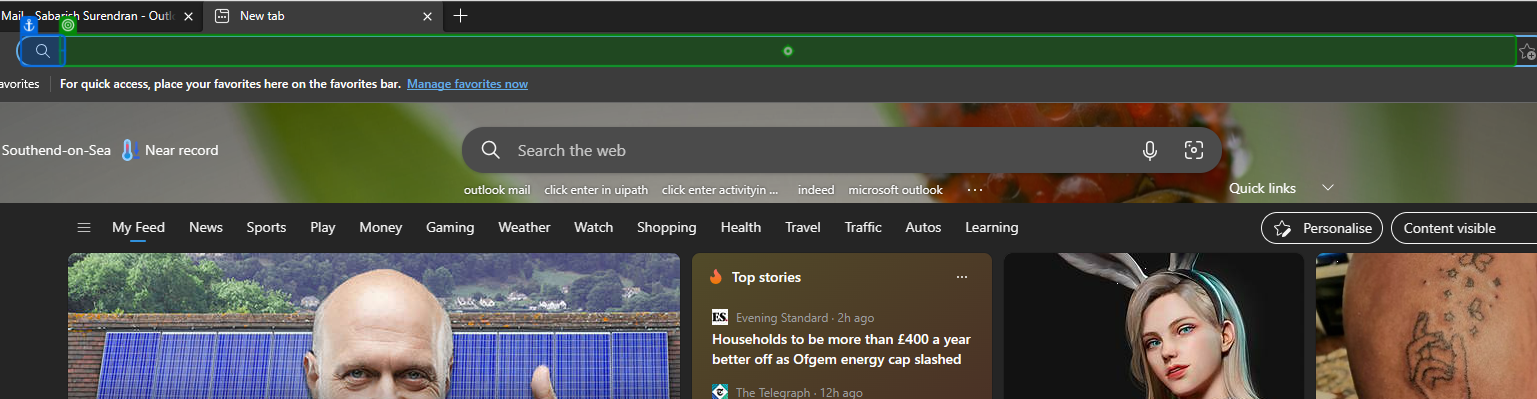 Mail - Sabarish Surendran - Outl
New tab
avorites
For quick access, place your favorites here on the favorites bar. Manage favorites now
Southend-on-Sea
Near record
Search the web
outlook mail click enter in uipath click enter activityin ... indeed microsoft outlook ...
Quick links
My Feed News Sports Play Money Gaming Weather Watch Shopping Health Travel Traffic Autos Learning
Personalise
Content visible
Top stories
...
ES.
Evening Standard · 2h ago
Households to be more than £400 a year
better off as Ofgem energy cap slashed
The Telegraph · 12h ago